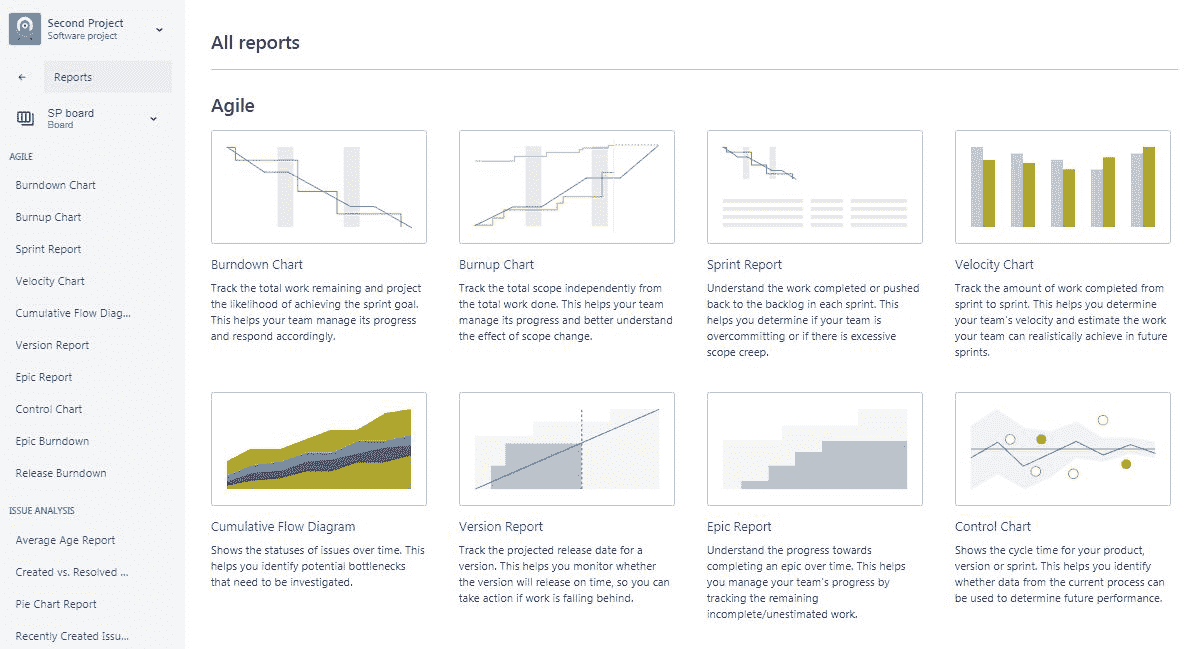 Second Project
Software project
Reports
SP board
Board
AGILE
Burndown Chart
Burnup Chart
Sprint Report
Velocity Chart
Cumulative Flow Diag...
Version Report
Epic Report
Control Chart
Epic Burndown
Release Burndown
ISSUE ANALYSIS
Average Age Report
Created vs. Resolved ...
Pie Chart Report
Recently Created Issu...
All reports
Agile
Burndown Chart
Track the total work remaining and project
the likelihood of achieving the sprint goal.
This helps your team manage its progress
and respond accordingly.
Burnup Chart
Track the total scope independently from
the total work done. This helps your team
manage its progress and better understand
the effect of scope change.
Sprint Report
Understand the work completed or pushed
back to the backlog in each sprint. This
helps you determine if your team is
overcommitting or if there is excessive
scope creep.
Velocity Chart
Track the amount of work completed from
sprint to sprint. This helps you determine
your team's velocity and estimate the work
your team can realistically achieve in future
sprints.
Cumulative Flow Diagram
Shows the statuses of issues over time. This
helps you identify potential bottlenecks
that need to be investigated.
Version Report
Track the projected release date for a
version. This helps you monitor whether
the version will release on time, so you can
take action if work is falling behind.
Epic Report
Understand the progress towards
completing an epic over time. This helps
you manage your team's progress by
tracking the remaining
incomplete/unestimated work.
Control Chart
Shows the cycle time for your product,
version or sprint. This helps you identify
whether data from the current process can
be used to determine future performance.